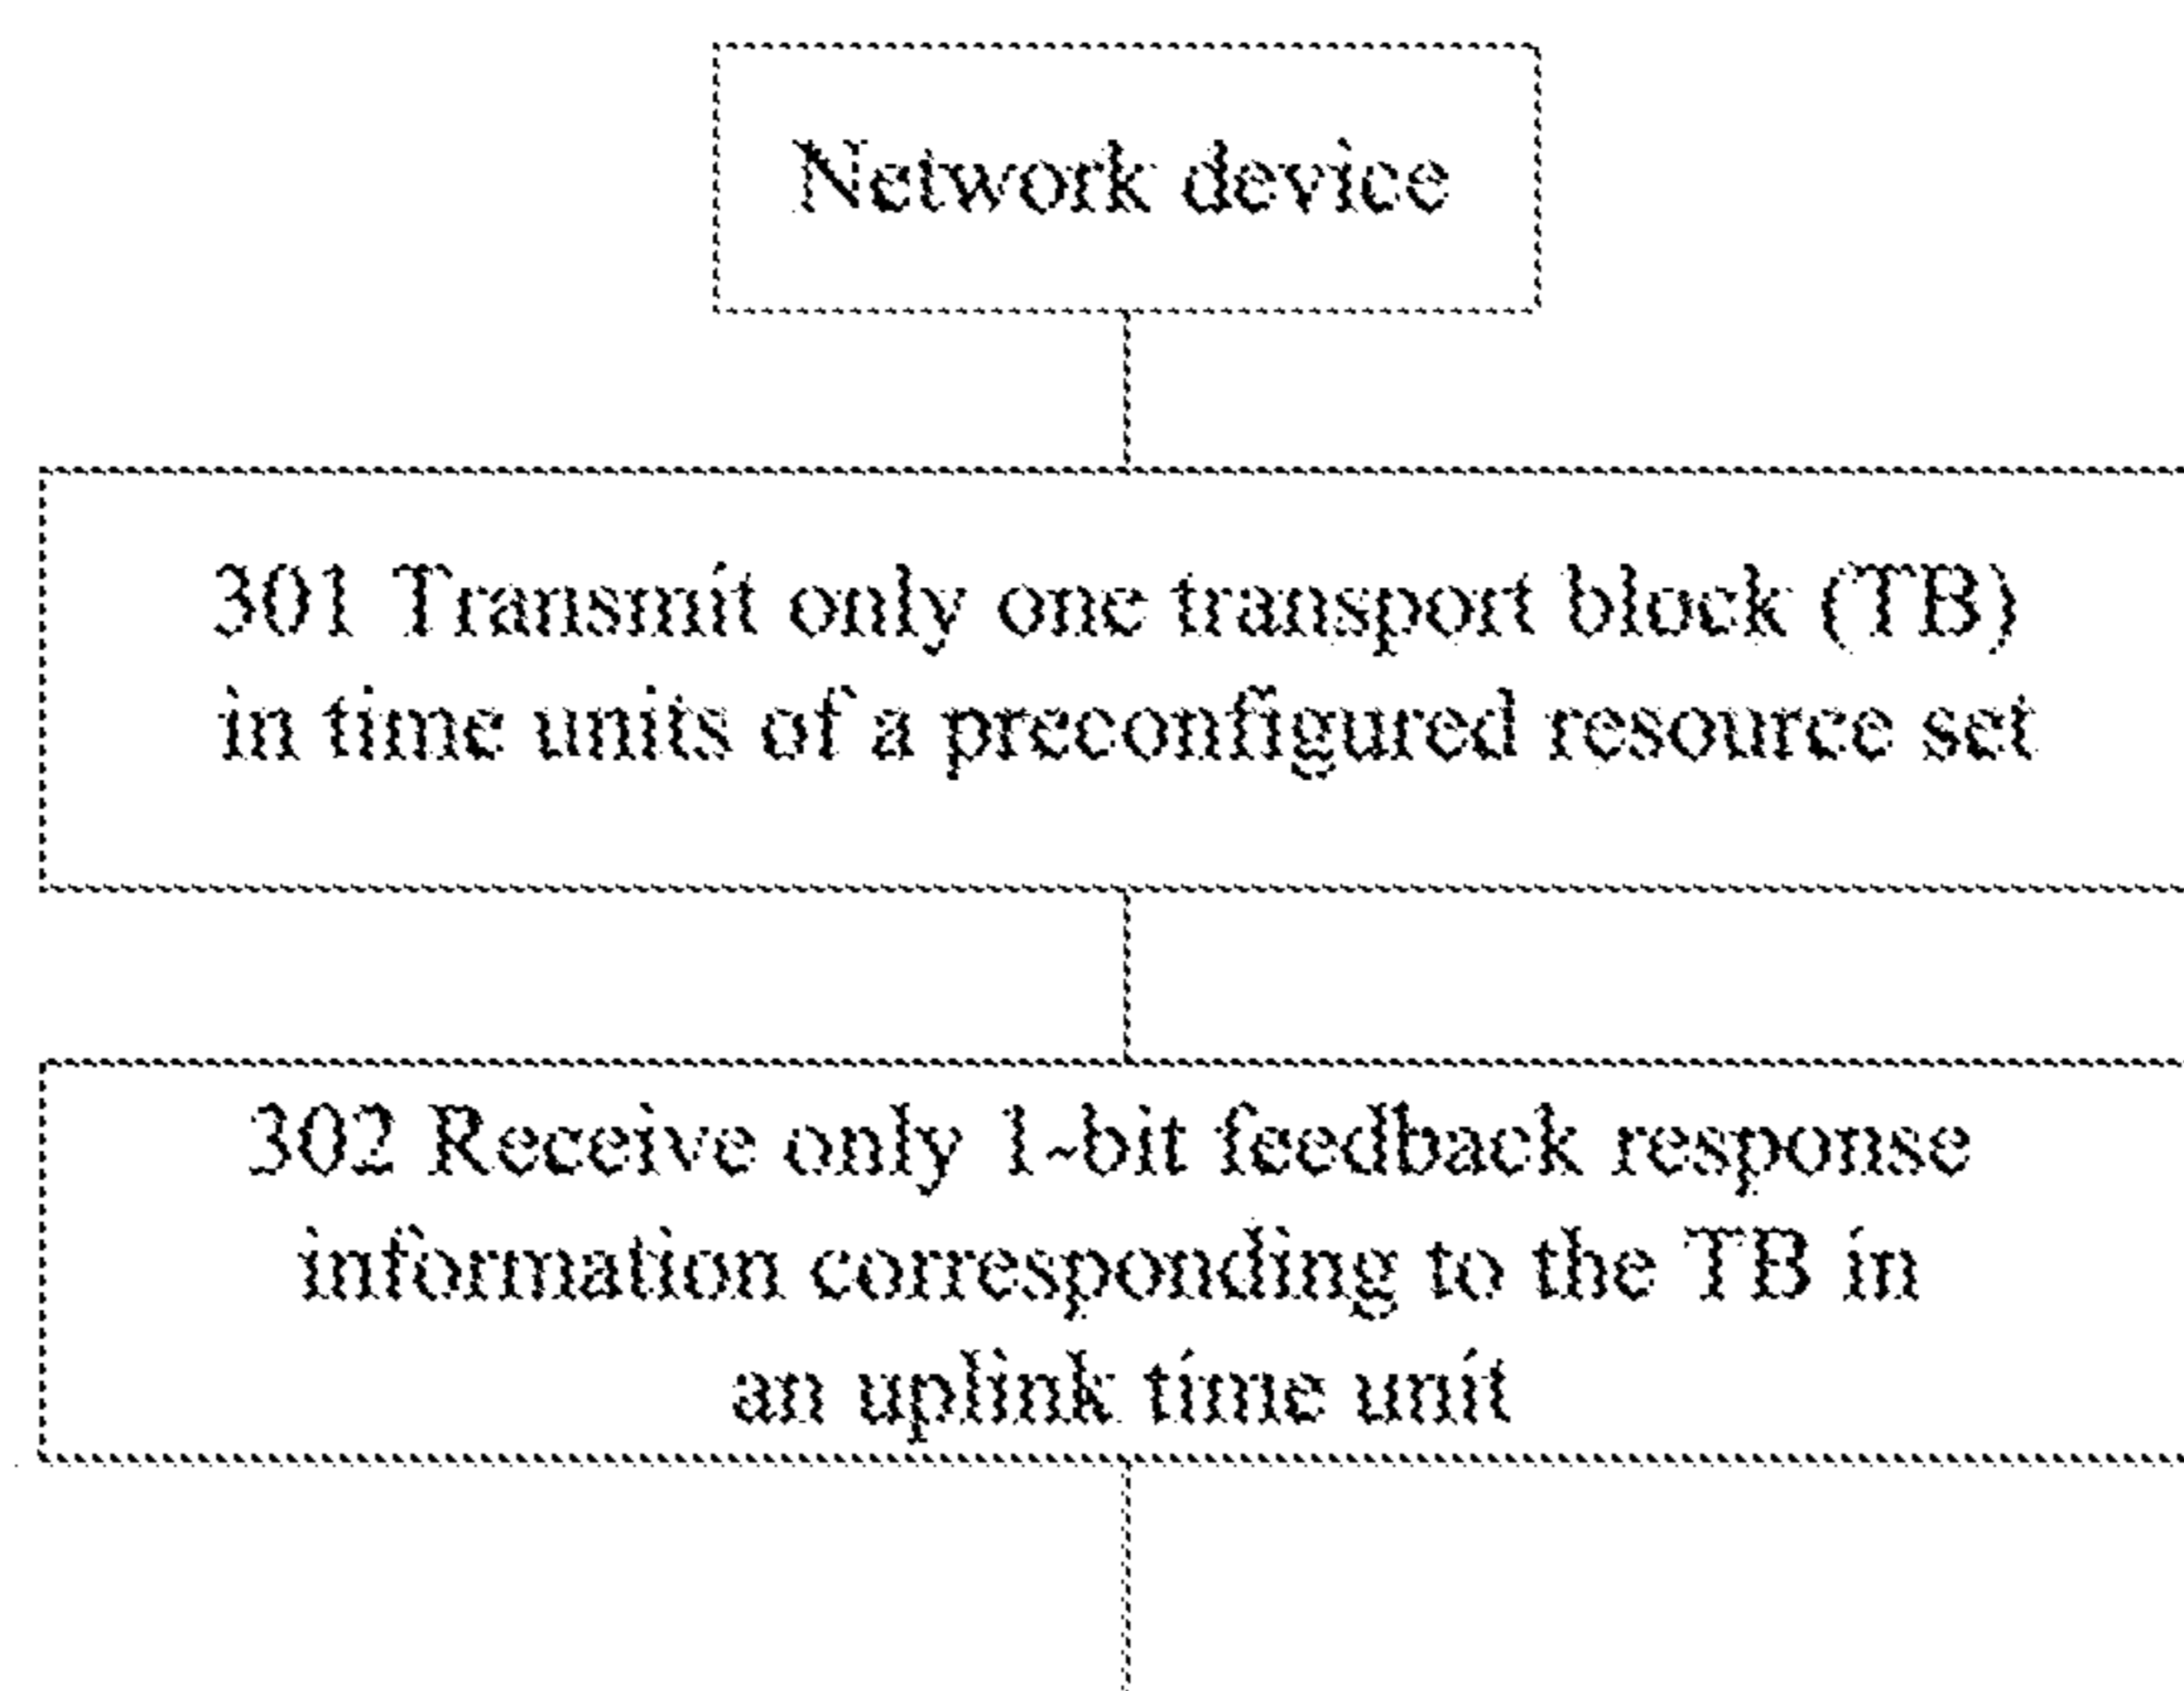 Network device
301 Transmit only one transport block (TB)
in time units of a preconfigured resource set
302 Receive only 1-bit feedback response
information corresponding to the TB in
an uplink time unit